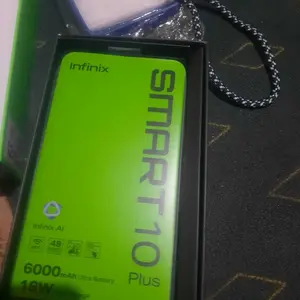 infinix
SMART 10
Plus
Infinix AI
6000mAh
18W